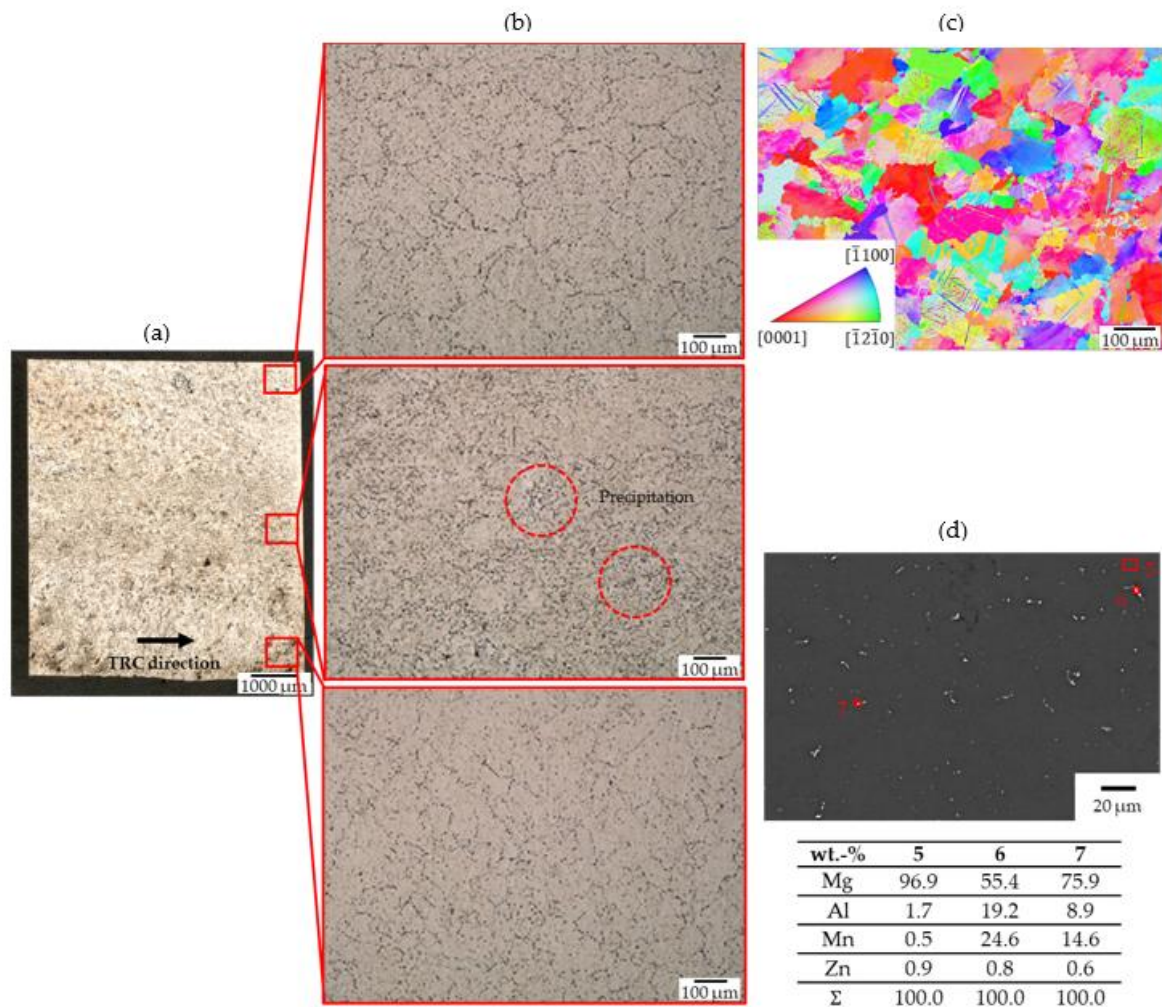 (b)
(c)
100 μm
[1̅100]
[0001]
[1̅21̅0]
100 μm
(a)
TRC direction
1000 μm
Precipitation
100 μm
100 μm
(d)
5
6
7
20 μm
wt.-% 5 6 7
Mg 96.9 55.4 75.9
Al 1.7 19.2 8.9
Mn 0.5 24.6 14.6
Zn 0.9 0.8 0.6
Σ 100.0 100.0 100.0